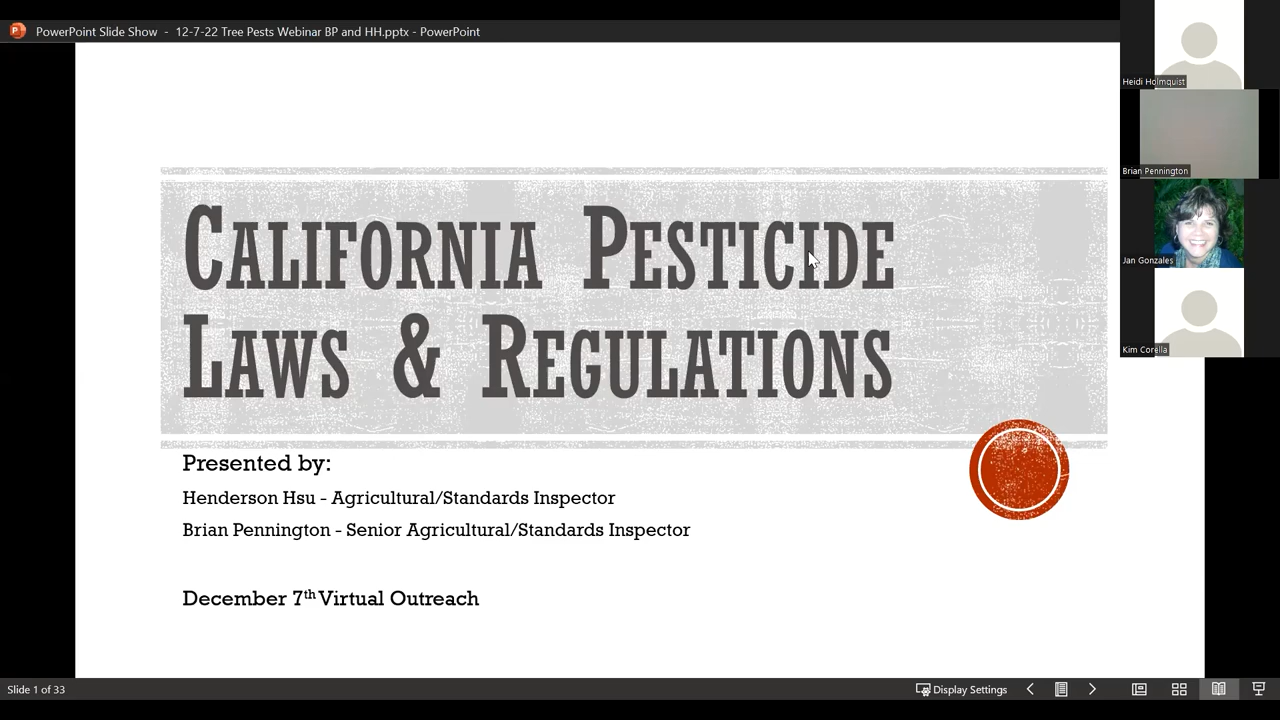 PowerPoint Slide Show - 12-7-22 Tree Pests Webinar BP and HH.pptx - PowerPoint
Heidi Holmquist
Brian Pennington
Jan Gonzales
Kim Corella
California Pesticide
Laws & Regulations
Presented by:
Henderson Hsu - Agricultural/Standards Inspector
Brian Pennington - Senior Agricultural/Standards Inspector
December 7th Virtual Outreach
Slide 1 of 33
Display Settings